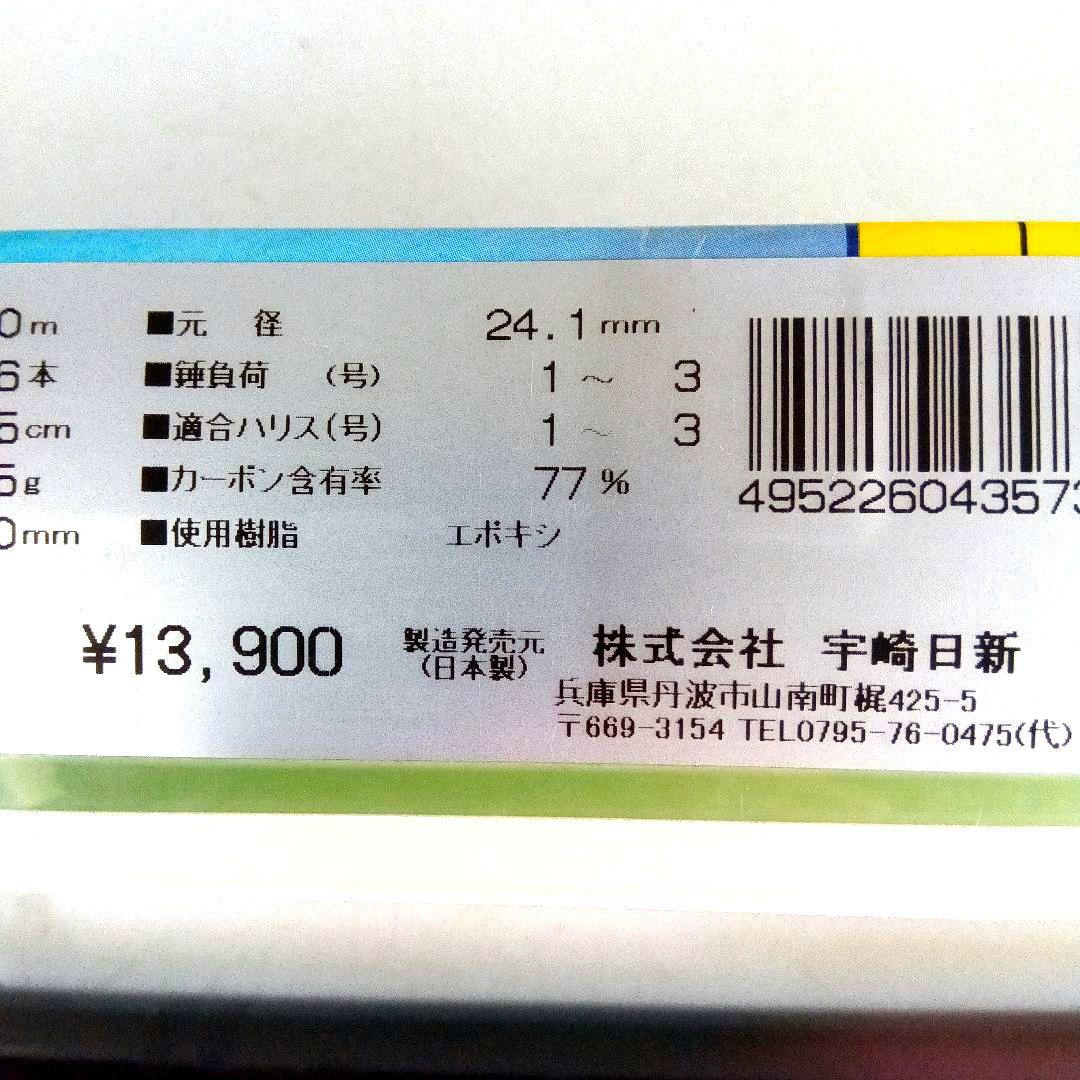 0m ■元 径 24.1mm
6本 ■錘負荷 (号) 1 ～ 3
5cm ■適合ハリス(号) 1 ～ 3
5g ■カーボン含有率 77%
0mm ■使用樹脂 エポキシ
495226043573
¥13,900 製造発売元 株式会社 宇崎日新
(日本製)
兵庫県丹波市山南町梶425-5
〒669-3154 TEL0795-76-0475(代)